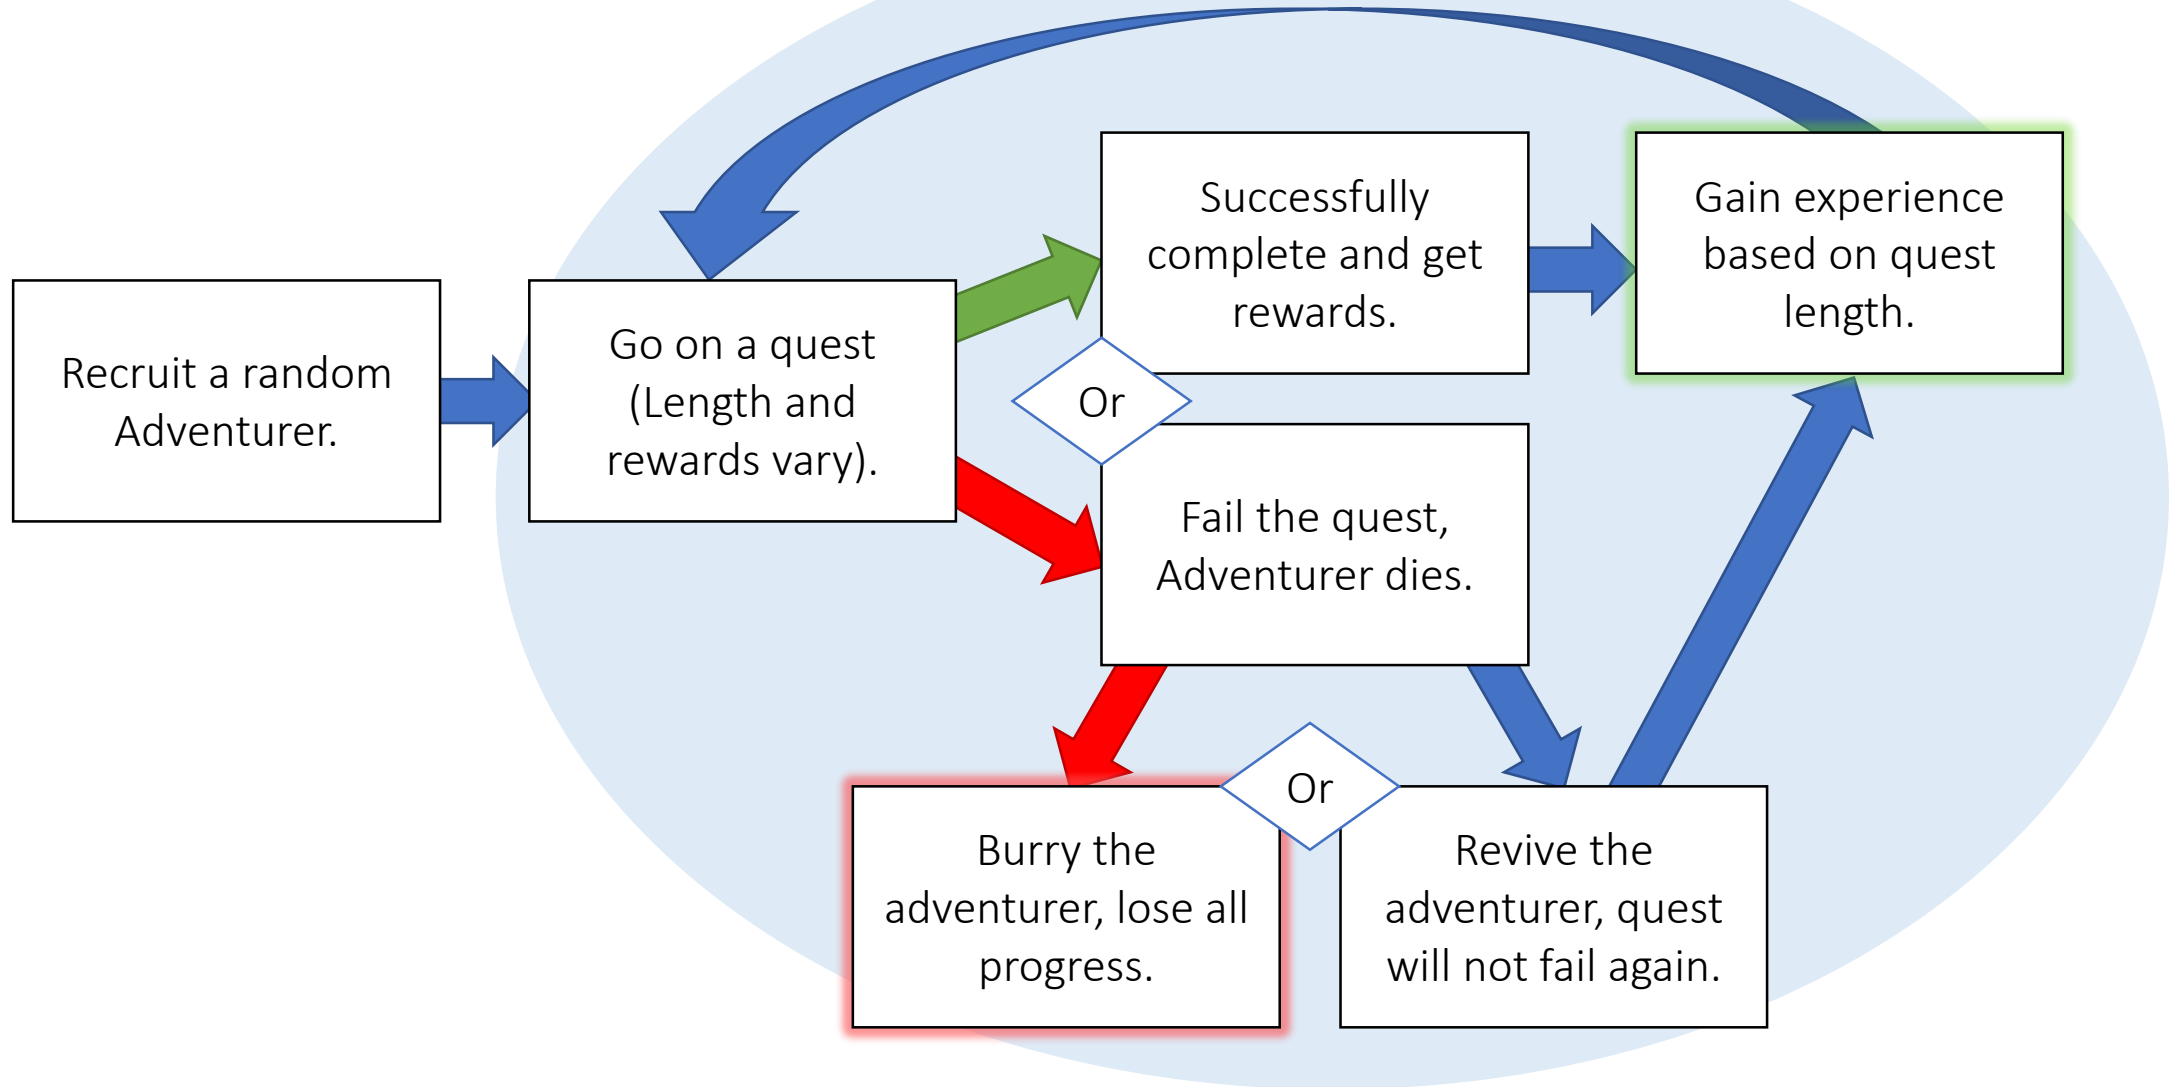 Recruit a random
Adventurer.
Go on a quest
(Length and
rewards vary).
Successfully
complete and get
rewards.
Or
Fail the quest,
Adventurer dies.
Gain experience
based on quest
length.
Burry the
adventurer, lose all
progress.
Or
Revive the
adventurer, quest
will not fail again.